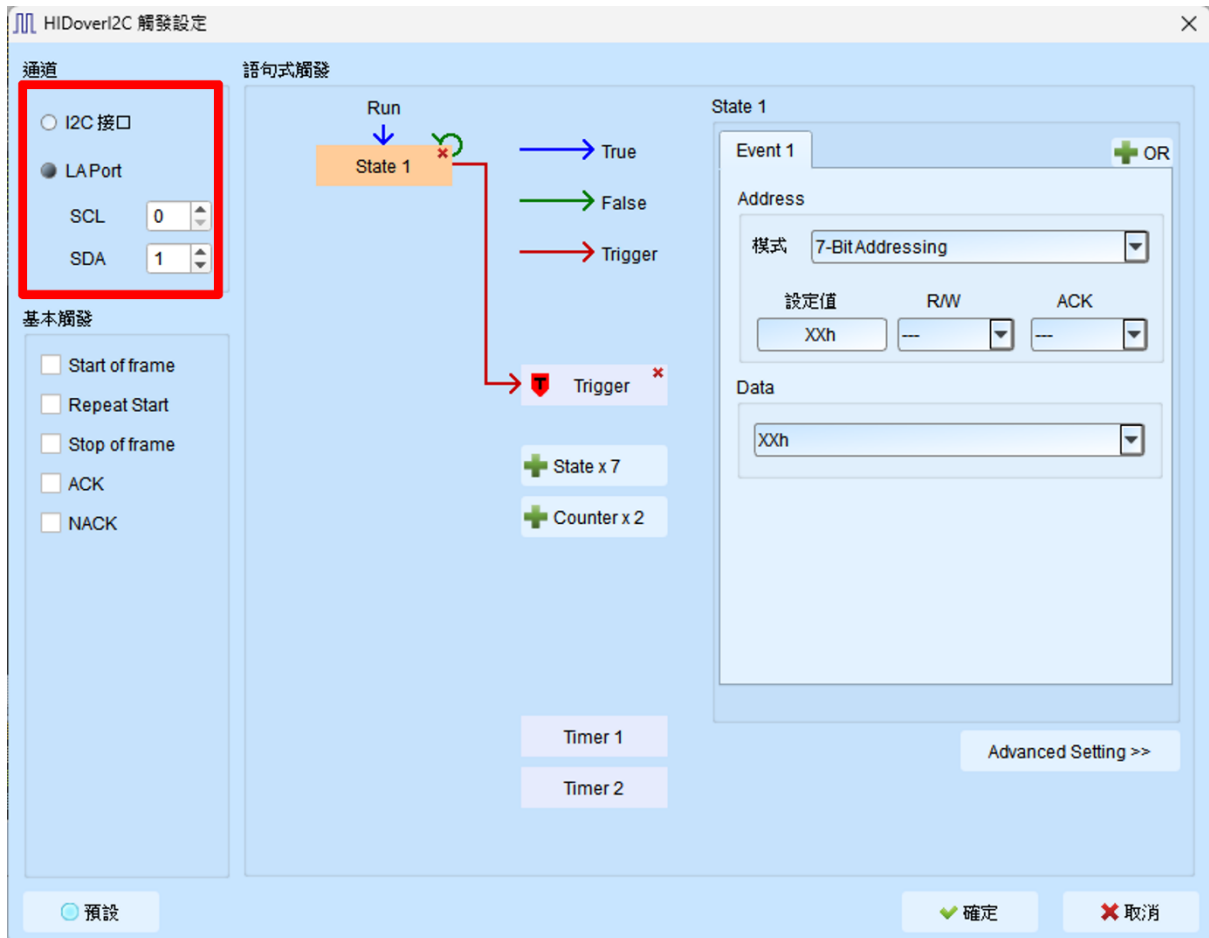 HIDoverI2C 觸發設定
通道
I2C 接口
LA Port
SCL 0
SDA 1
基本觸發
Start of frame
Repeat Start
Stop of frame
ACK
NACK
語句式觸發
Run
State 1
True
False
Trigger
T Trigger
State x 7
Counter x 2
Timer 1
Timer 2
State 1
Event 1
OR
Address
模式 7-Bit Addressing
設定值 R/W ACK
XXh --- ---
Data
XXh
Advanced Setting >>
預設
確定
取消